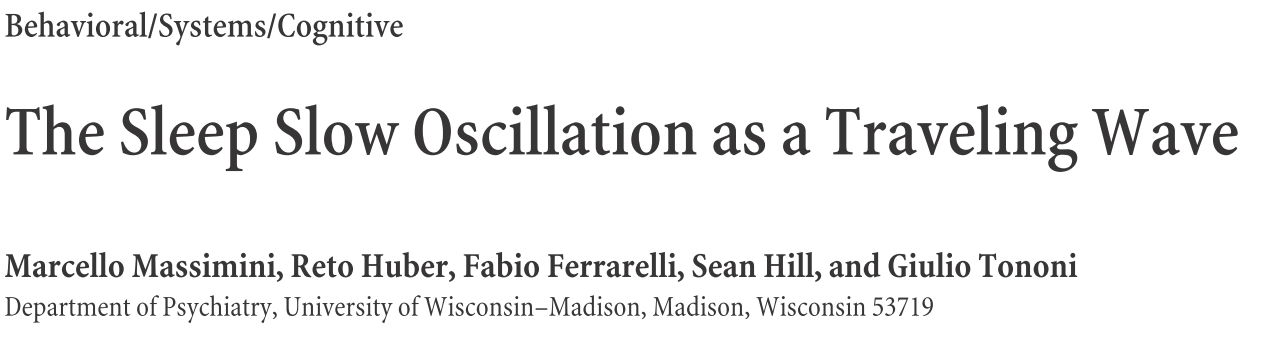 Behavioral/Systems/Cognitive
The Sleep Slow Oscillation as a Traveling Wave
Marcello Massimini, Reto Huber, Fabio Ferrarelli, Sean Hill, and Giulio Tononi
Department of Psychiatry, University of Wisconsin–Madison, Madison, Wisconsin 53719